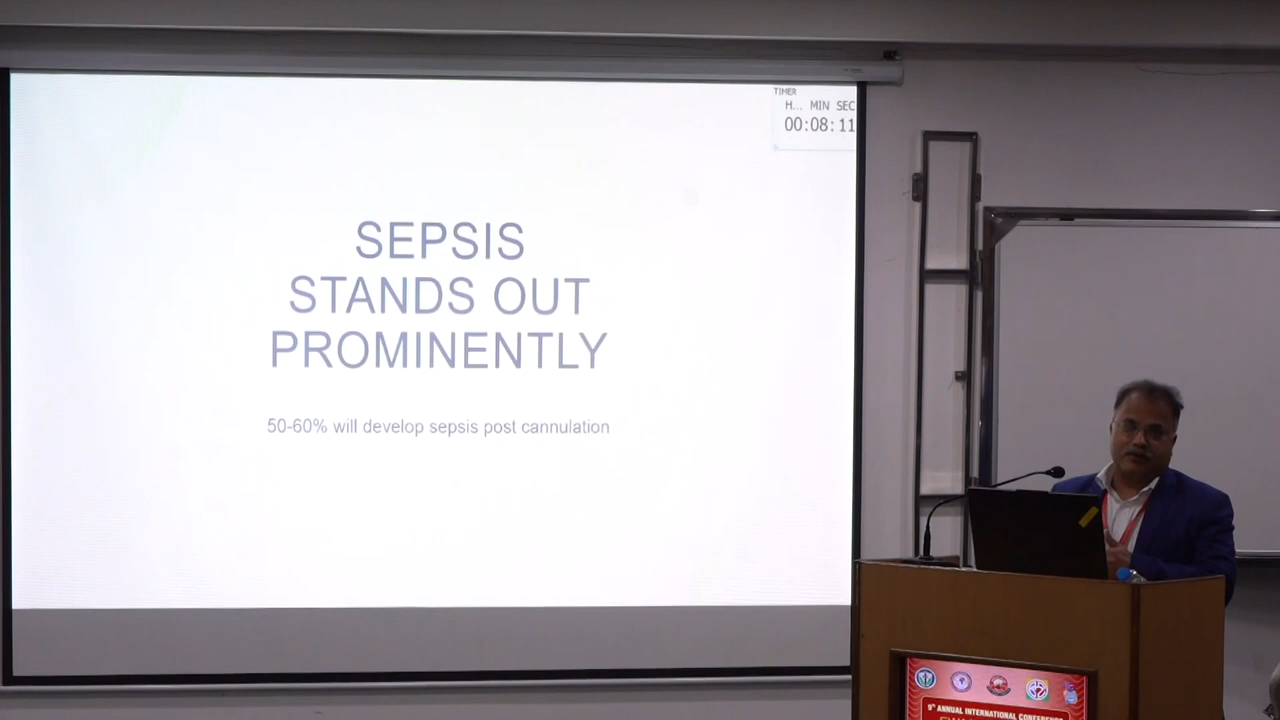 TIMER
H... MIN SEC
00:08:11
SEPSIS
STANDS OUT
PROMINENTLY
50-60% will develop sepsis post cannulation
9th ANNUAL INTERNATIONAL CONFERENCE